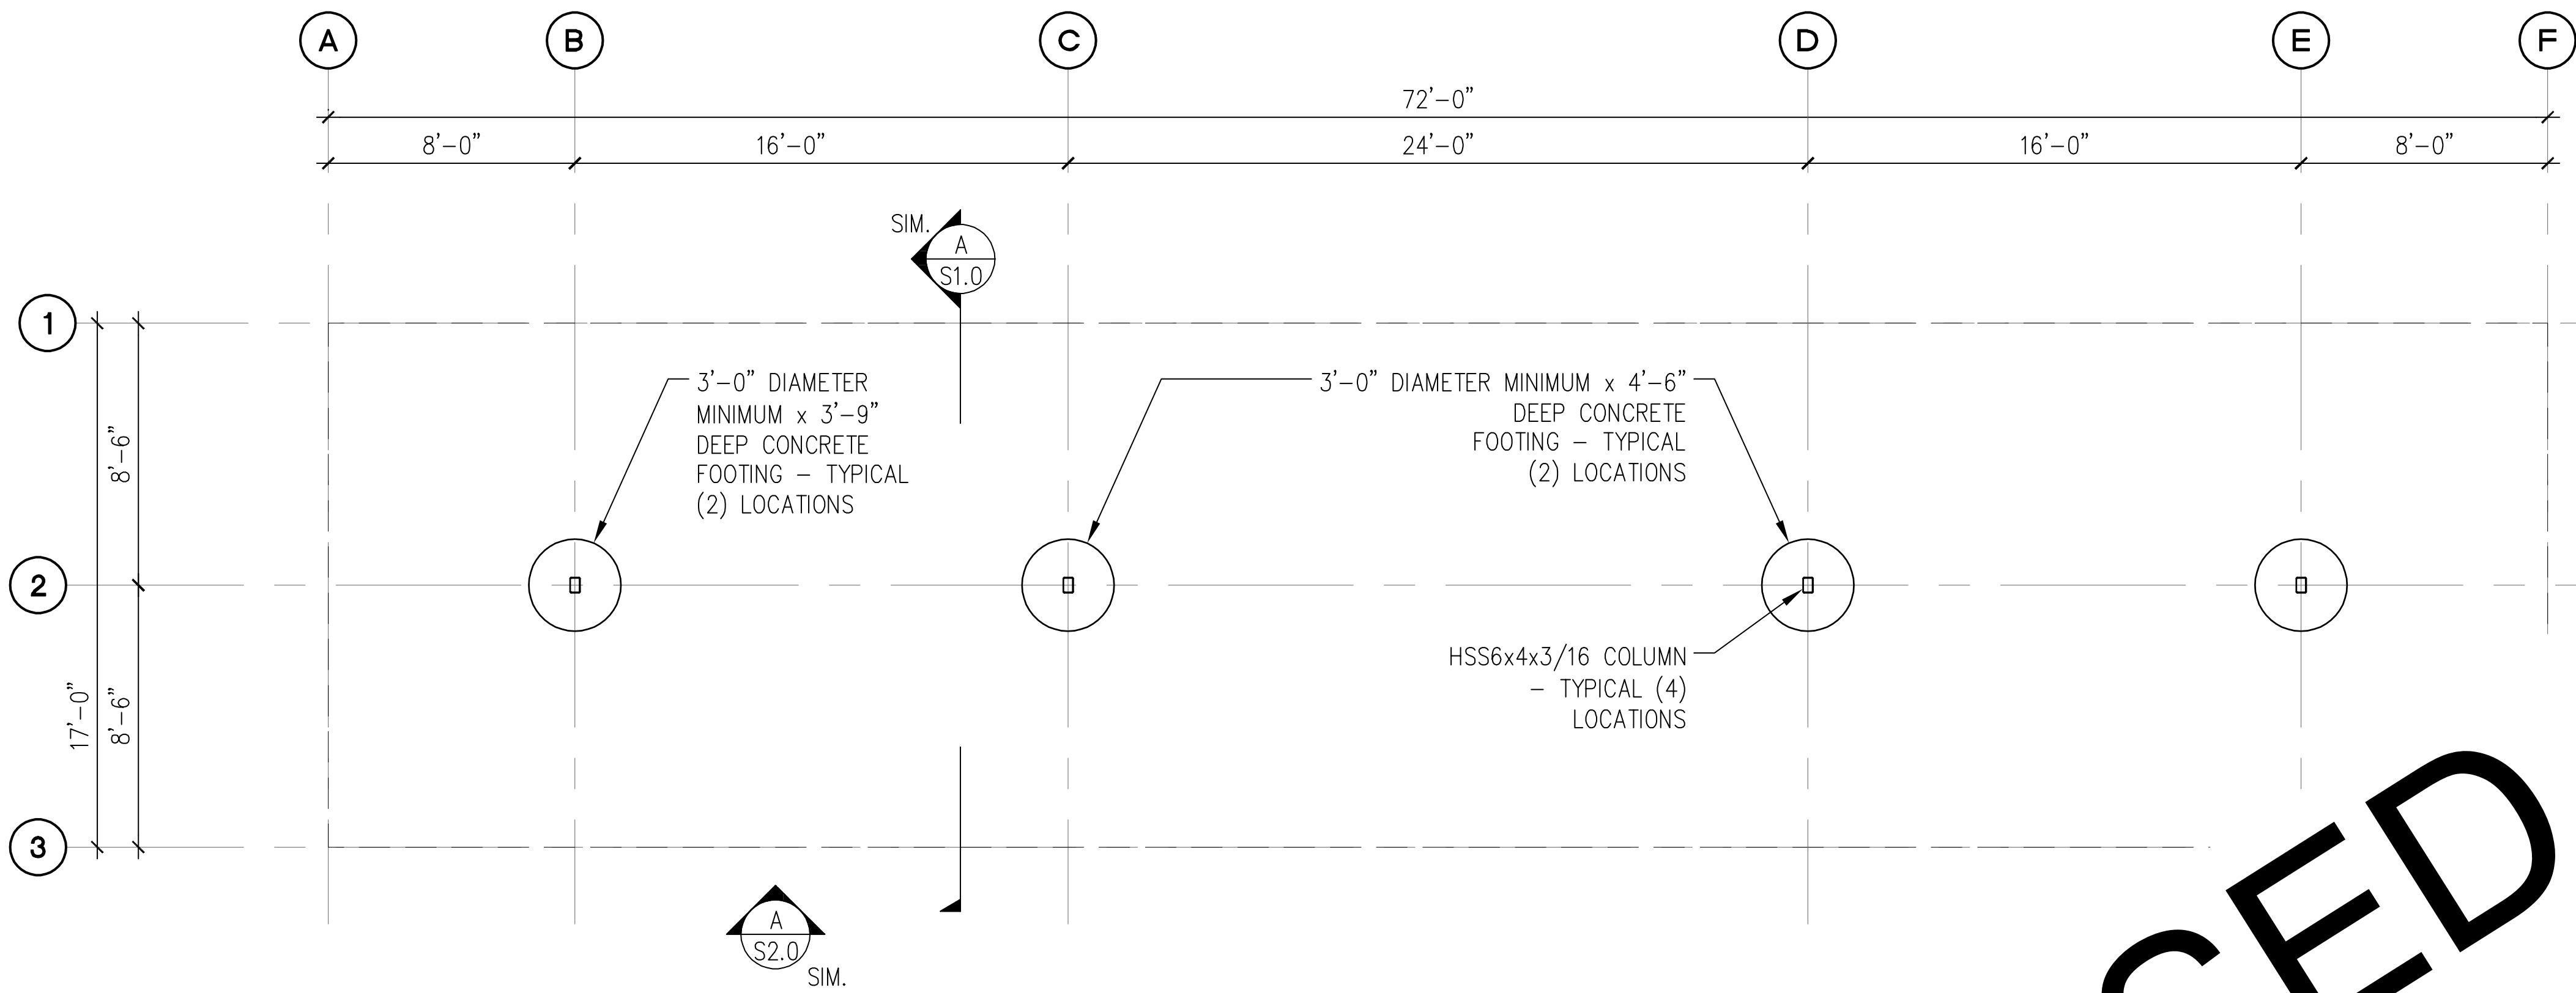 A B C D E F
72'-0"
8'-0" 16'-0" 24'-0" 16'-0" 8'-0"
SIM.
A
S1.0
1
3'-0" DIAMETER
MINIMUM x 3'-9"
DEEP CONCRETE
FOOTING - TYPICAL
(2) LOCATIONS
3'-0" DIAMETER MINIMUM x 4'-6"
DEEP CONCRETE
FOOTING - TYPICAL
(2) LOCATIONS
8'-6"
2
HSS6x4x3/16 COLUMN
- TYPICAL (4)
LOCATIONS
17'-0"
8'-6"
3
A
S2.0
SIM.